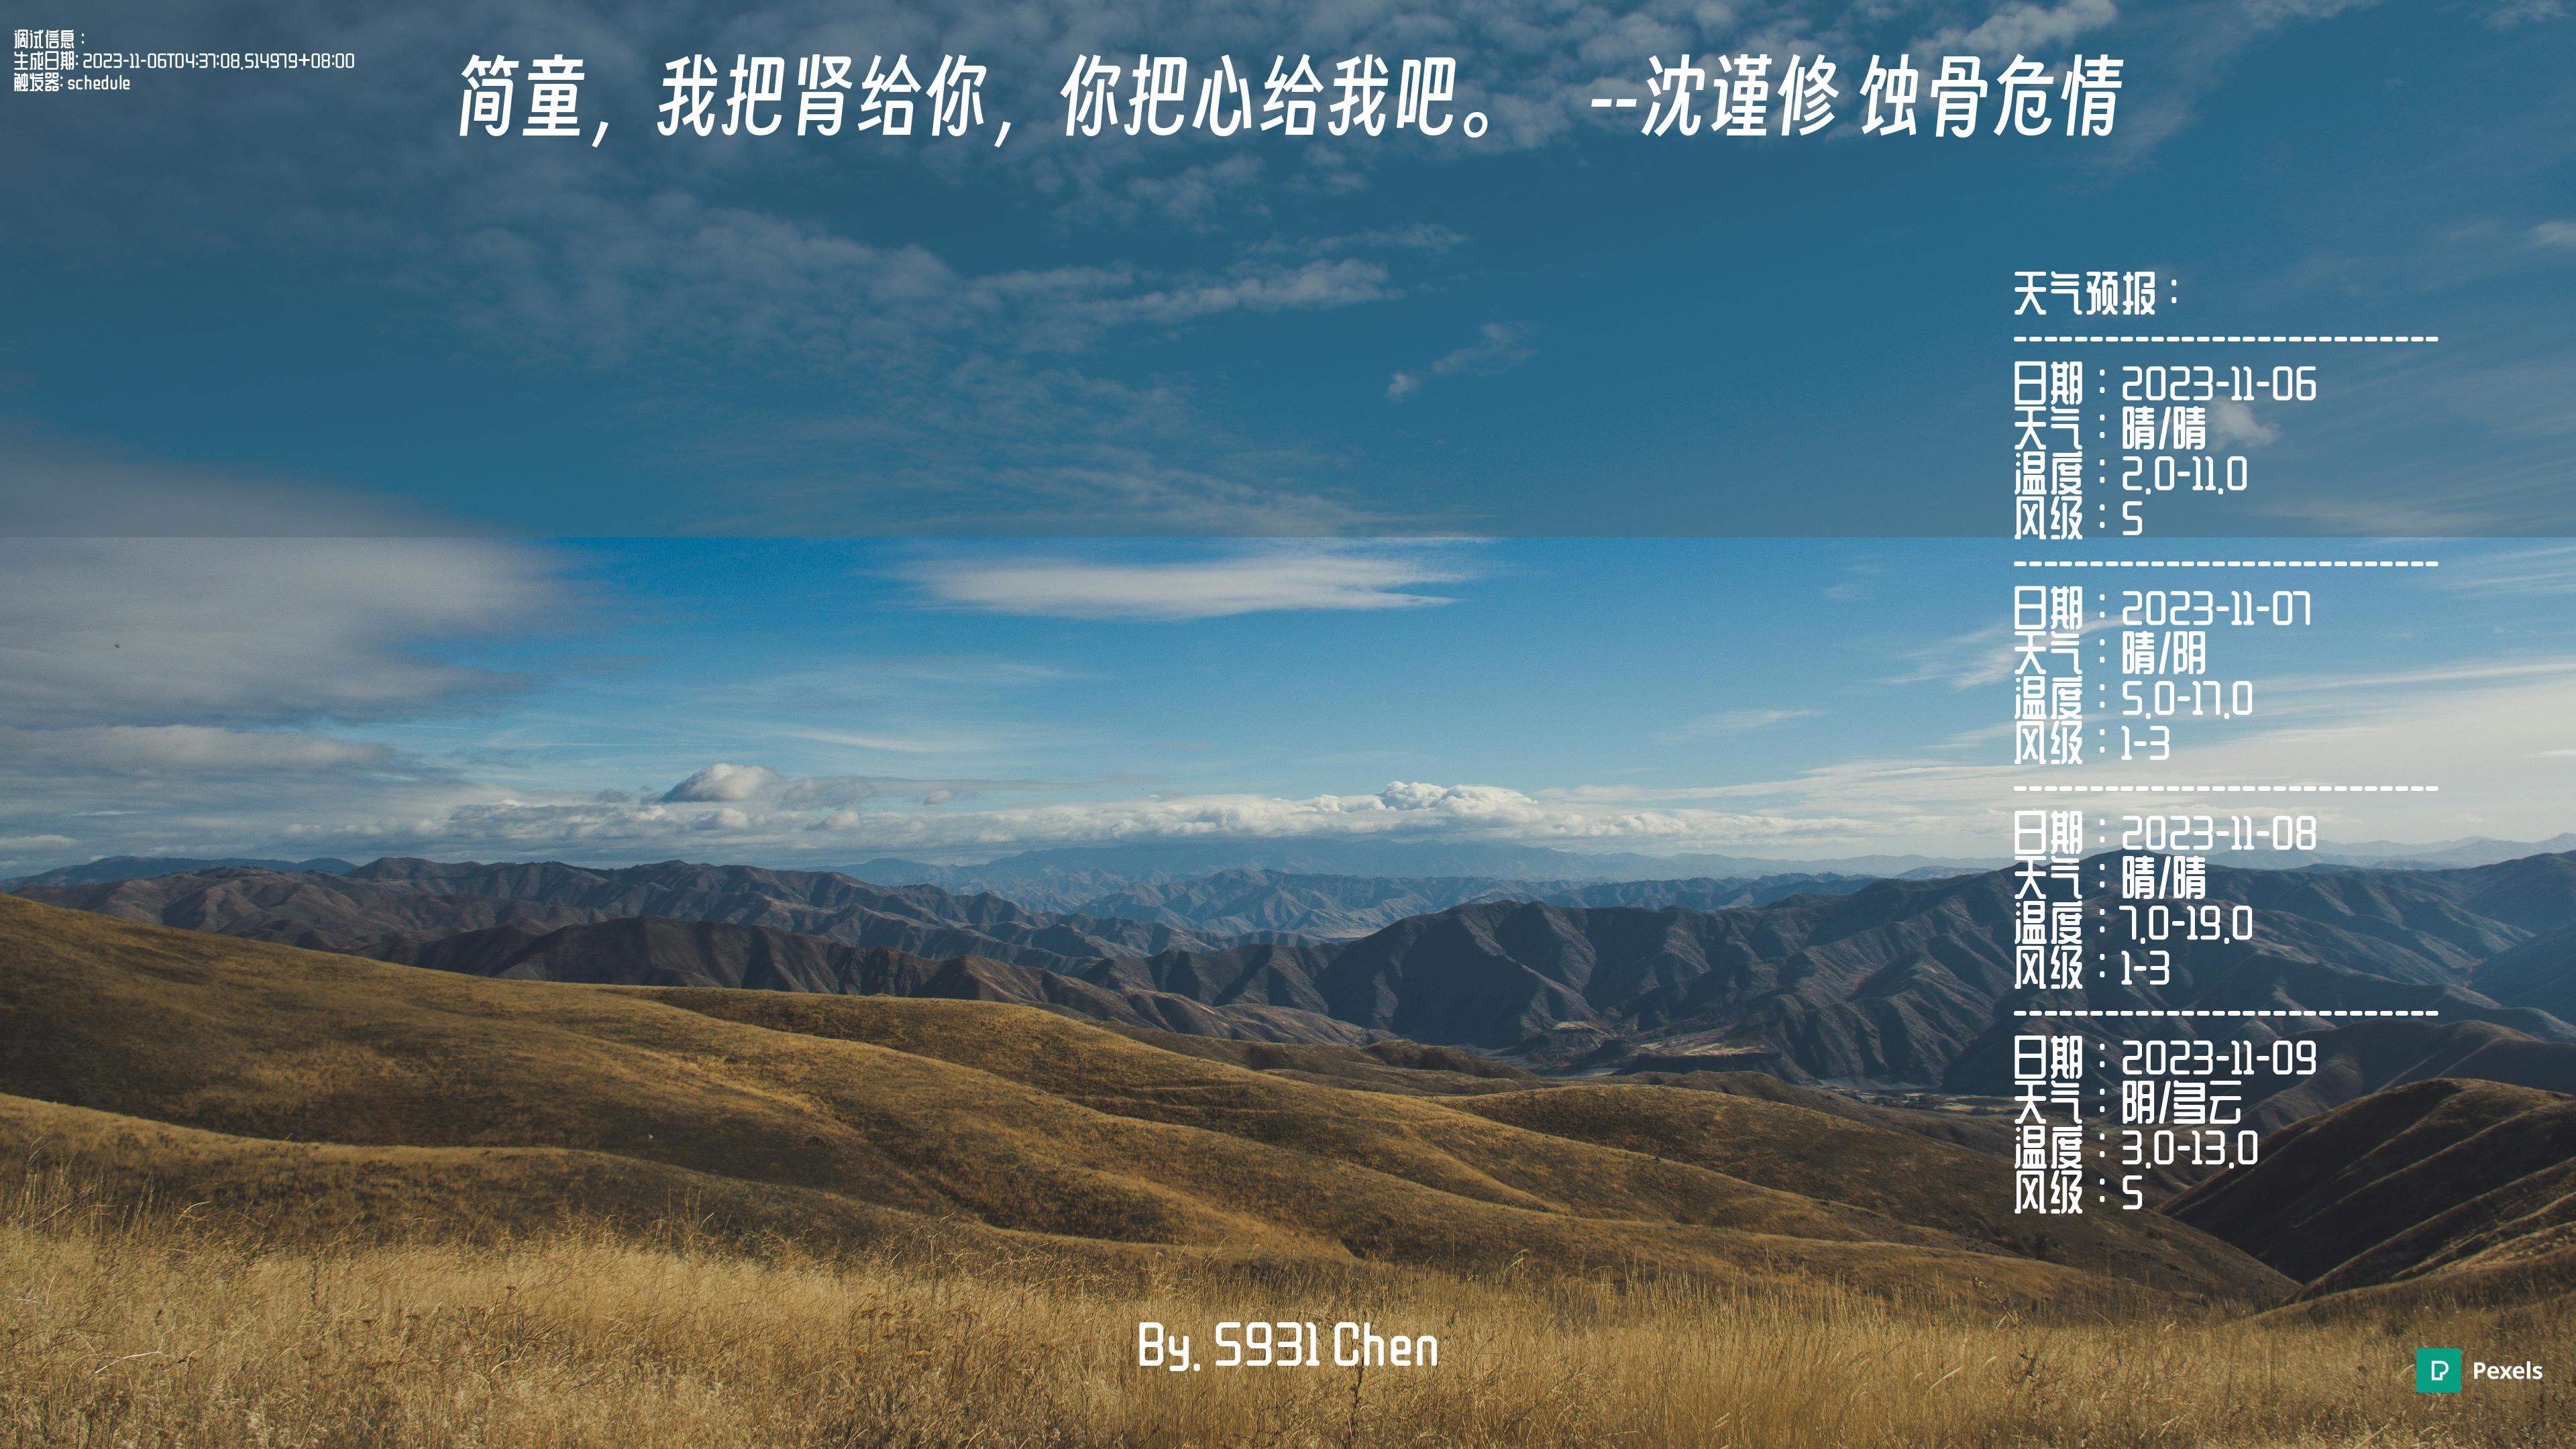 调试信息：
生成日期: 2023-11-06T04:37:08.514979+08:00
触发器: schedule
简童，我把肾给你，你把心给我吧。 --沈谨修 蚀骨危情
天气预报：
----------------------------
日期：2023-11-06
天气：晴/晴
温度：2.0-11.0
风级：5
----------------------------
日期：2023-11-07
天气：晴/阴
温度：5.0-17.0
风级：1-3
----------------------------
日期：2023-11-08
天气：晴/晴
温度：7.0-19.0
风级：1-3
----------------------------
日期：2023-11-09
天气：阴/多云
温度：3.0-13.0
风级：5
By. S931 Chen
Pexels